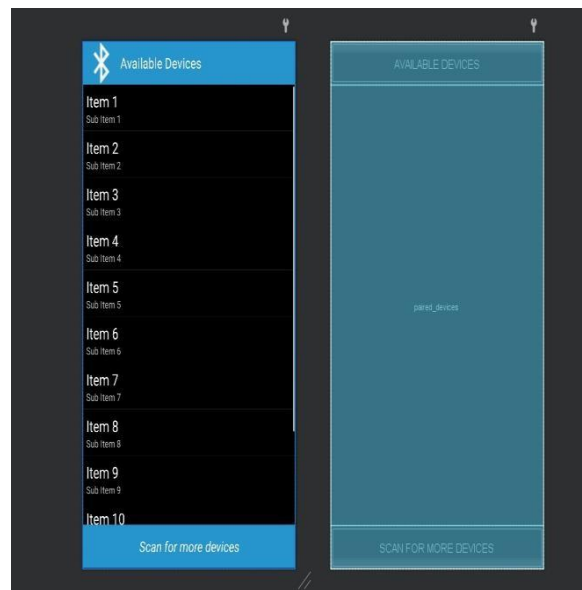 Available Devices
Item 1
Sub Item 1
Item 2
Sub Item 2
Item 3
Sub Item 3
Item 4
Sub Item 4
Item 5
Sub Item 5
Item 6
Sub Item 6
Item 7
Sub Item 7
Item 8
Sub Item 8
Item 9
Sub Item 9
Item 10
Scan for more devices
AVAILABLE DEVICES
paired_devices
SCAN FOR MORE DEVICES